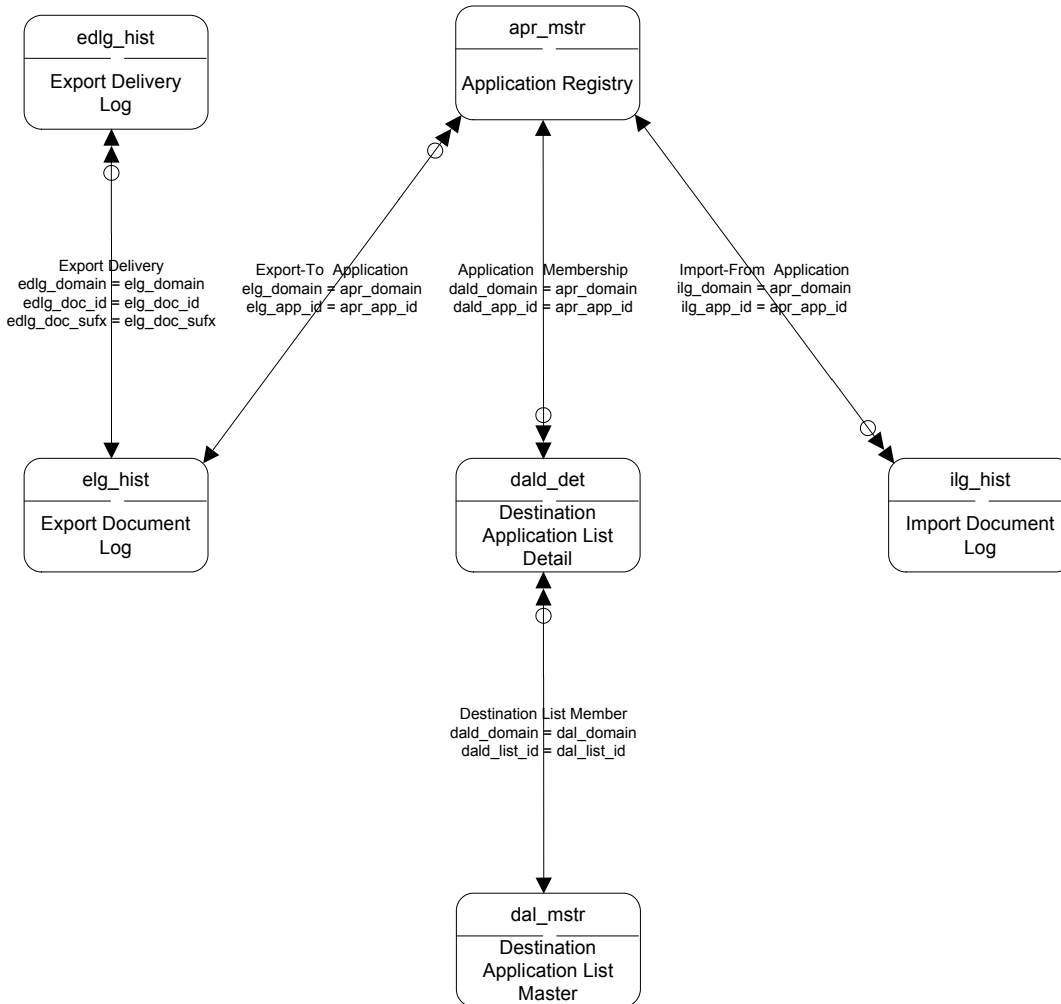 edlg_hist
Export Delivery
Log
apr_mstr
Application Registry
Export Delivery
edlg_domain = elg_domain
edlg_doc_id = elg_doc_id
edlg_doc_sufx = elg_doc_sufx
Export-To Application
elg_domain = apr_domain
elg_app_id = apr_app_id
Application Membership
dald_domain = apr_domain
dald_app_id = apr_app_id
Import-From Application
ilg_domain = apr_domain
ilg_app_id = apr_app_id
elg_hist
Export Document
Log
dald_det
Destination
Application List
Detail
ilg_hist
Import Document
Log
Destination List Member
dald_domain = dal_domain
dald_list_id = dal_list_id
dal_mstr
Destination
Application List
Master